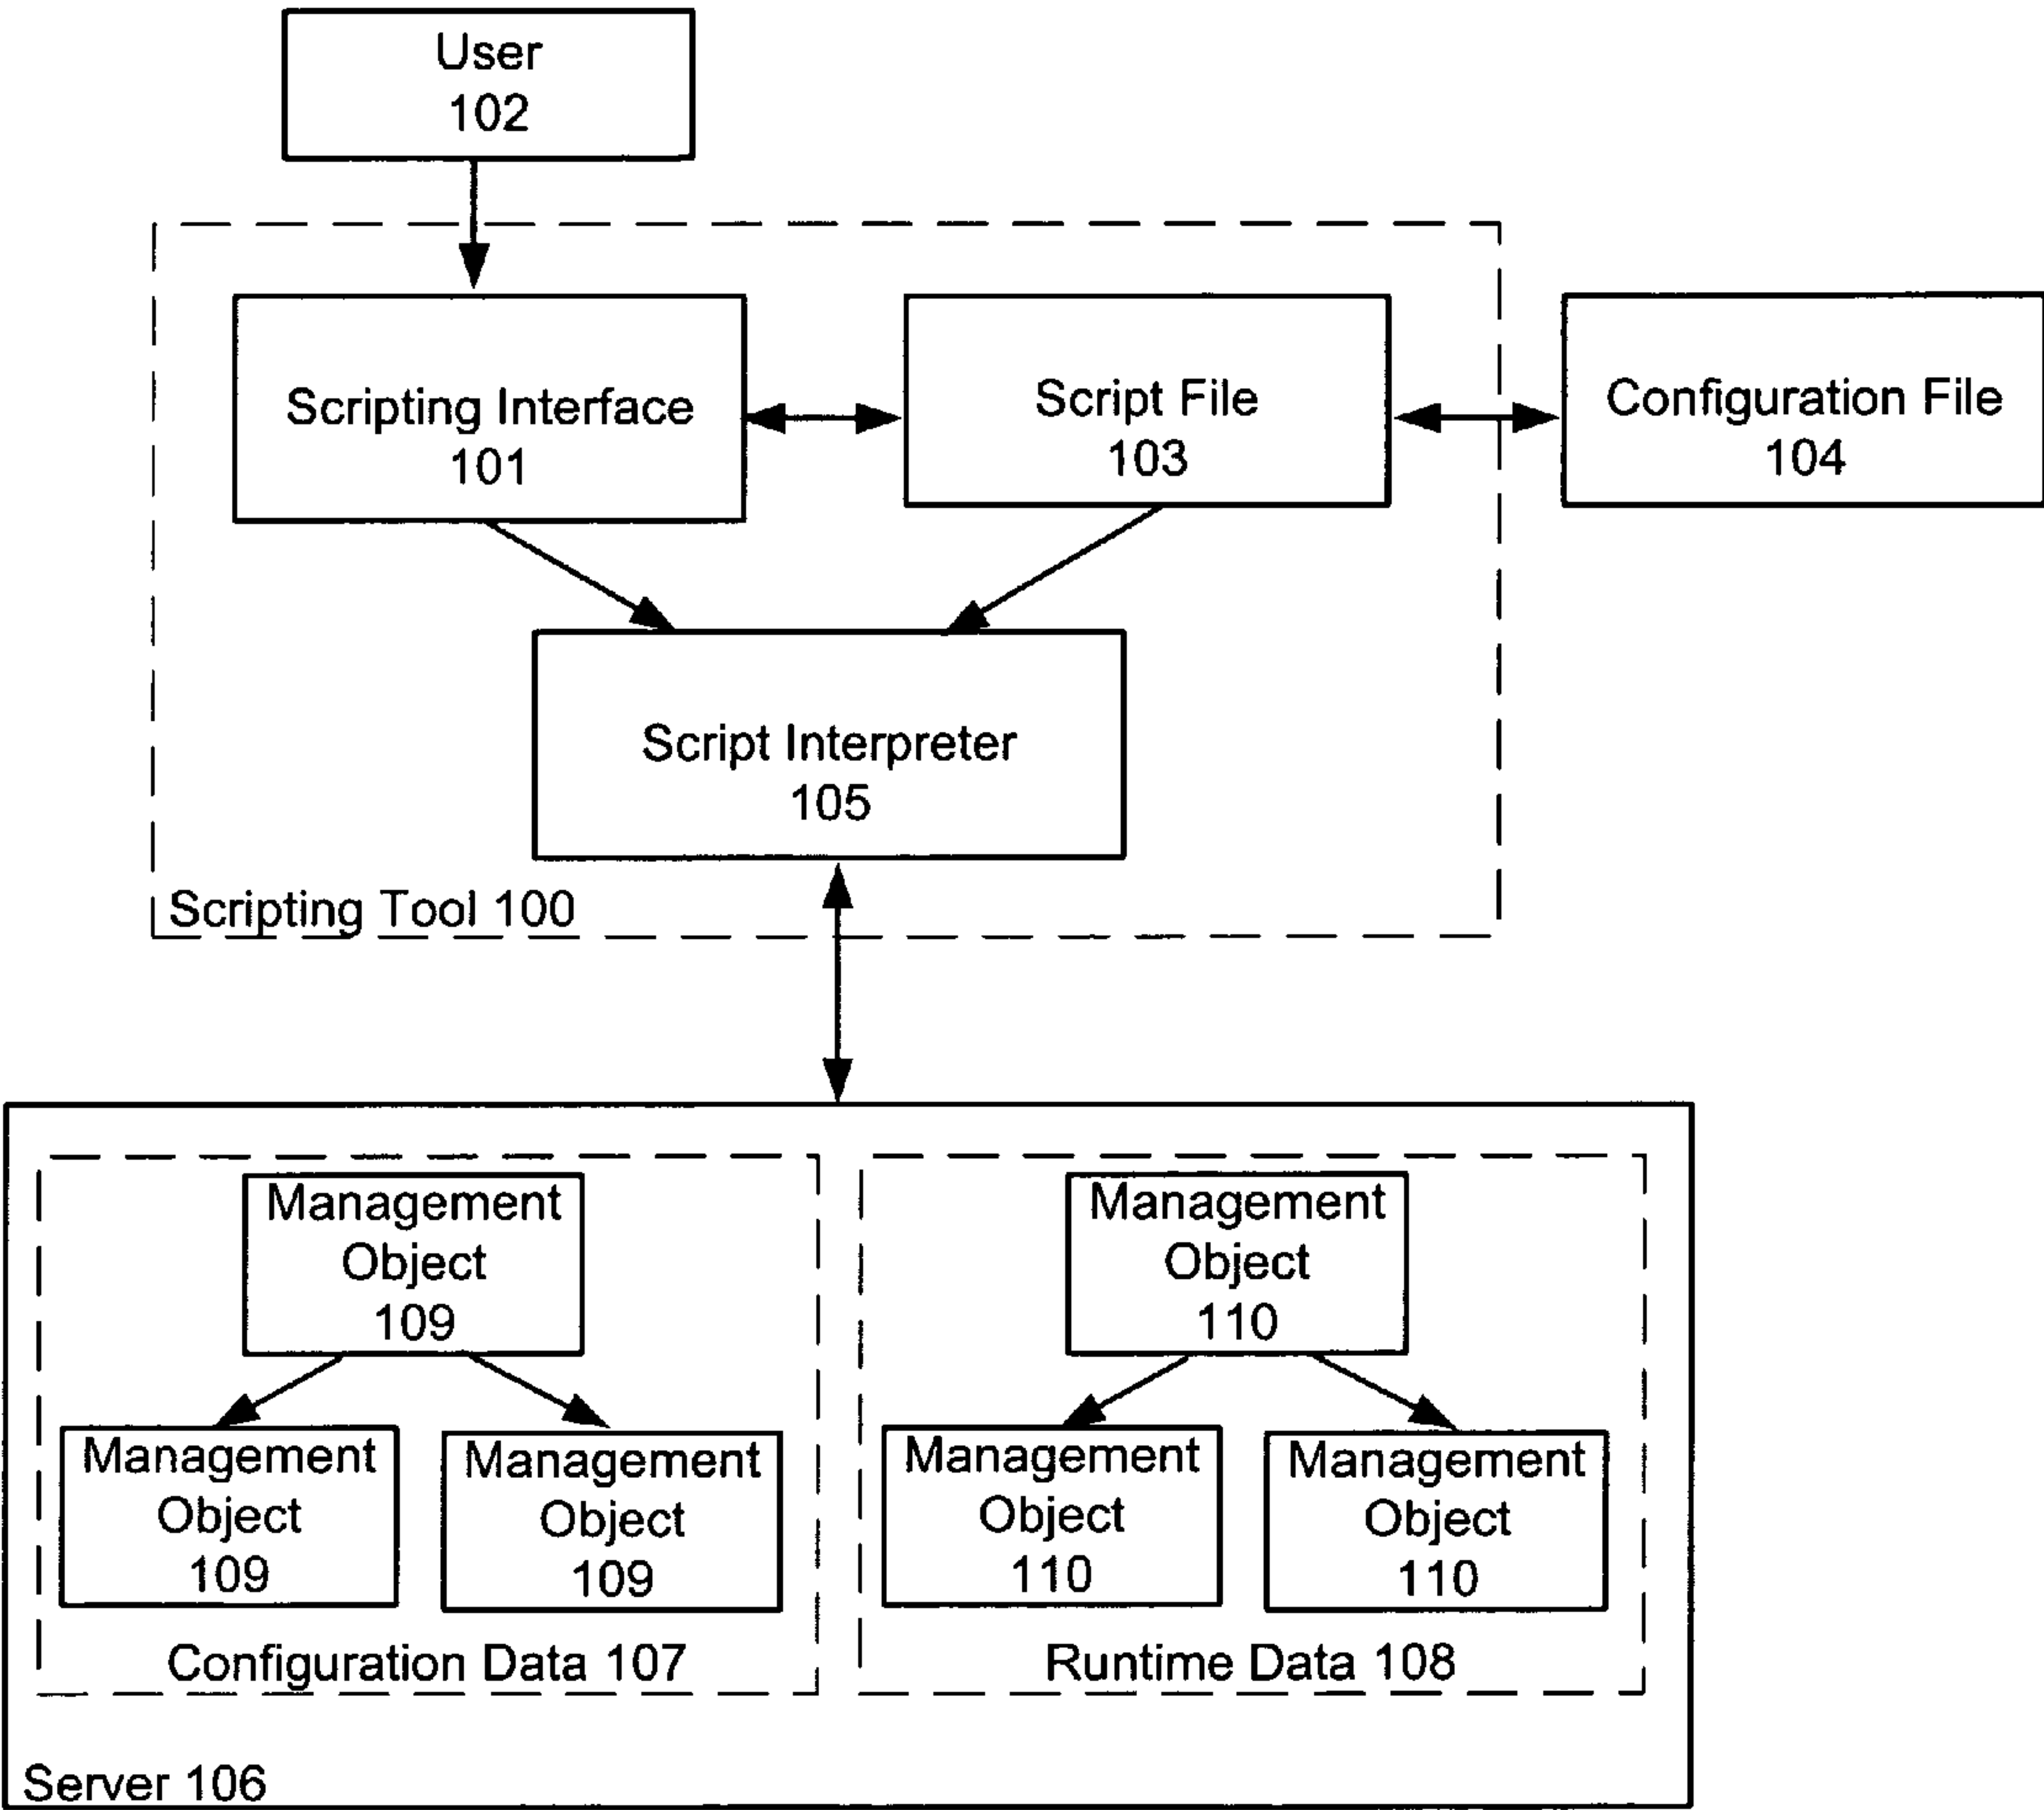 User
102
Scripting Interface
101
Script File
103
Configuration File
104
Script Interpreter
105
Scripting Tool 100
Management
Object
109
Management
Object
109
Management
Object
109
Configuration Data 107
Management
Object
110
Management
Object
110
Management
Object
110
Runtime Data 108
Server 106